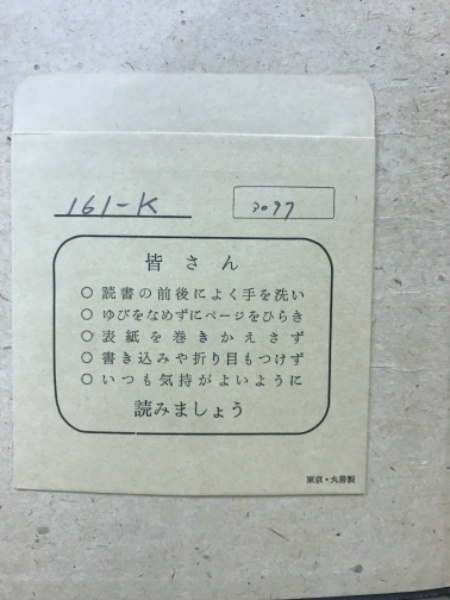 161-K
3097
皆さん
○読書の前後によく手を洗い
○ゆびをなめずにページをひらき
○表紙を巻きかえさず
○書き込みや折り目もつけず
○いつも気持がよいように
読みましょう
東京・丸善製